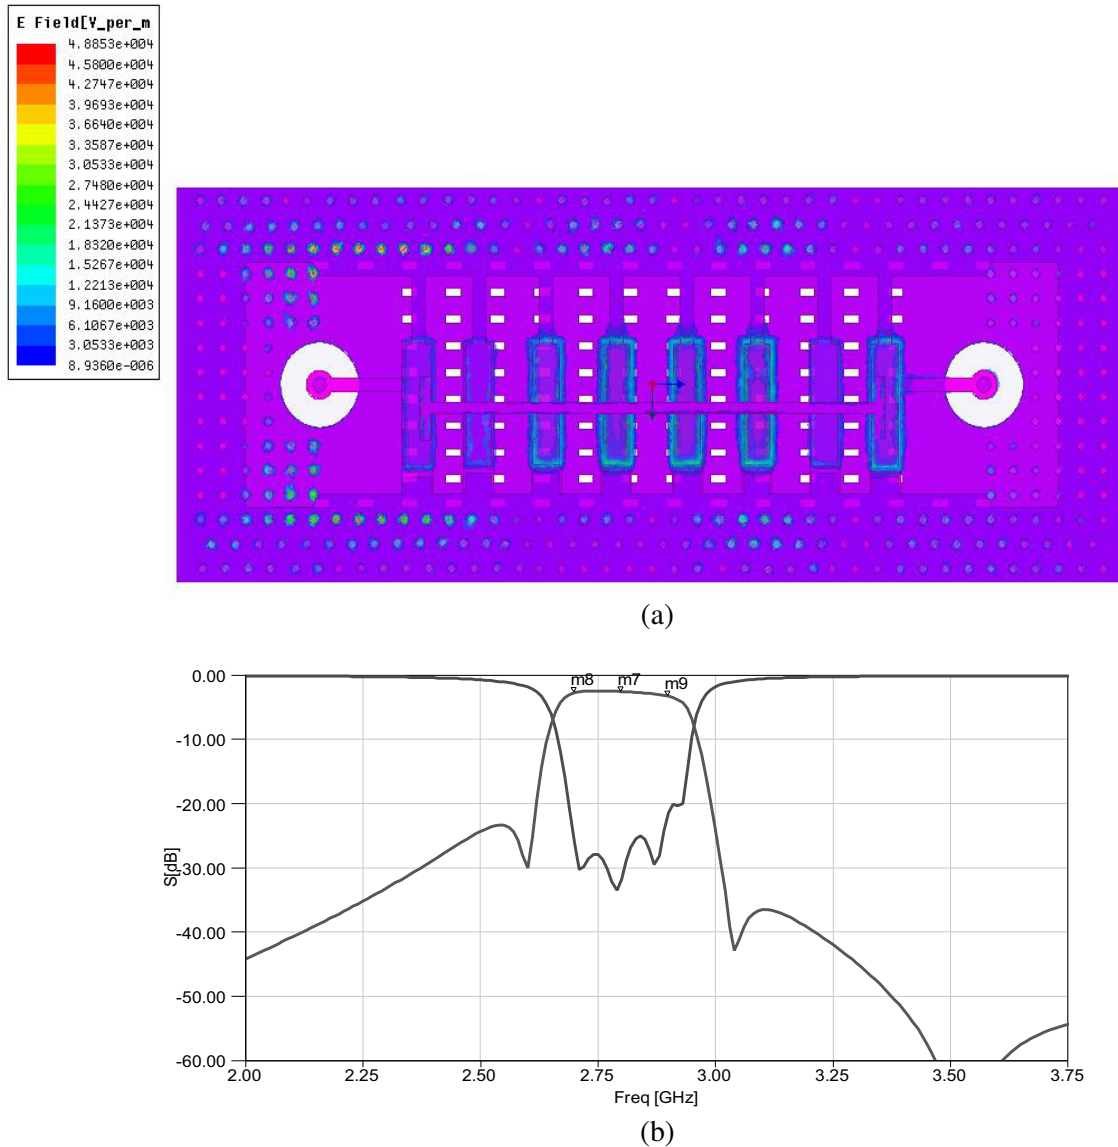 E Field[V_per_m
4.8853e+004
4.5800e+004
4.2747e+004
3.9693e+004
3.6640e+004
3.3587e+004
3.0533e+004
2.7480e+004
2.4427e+004
2.1373e+004
1.8320e+004
1.5267e+004
1.2213e+004
9.1600e+003
6.1067e+003
3.0533e+003
8.9360e-006
(a)
0.00
-10.00
-20.00
-30.00
-40.00
-50.00
-60.00
S[dB]
m8
m7
m9
2.00
2.25
2.50
2.75
3.00
3.25
3.50
3.75
Freq [GHz]
(b)